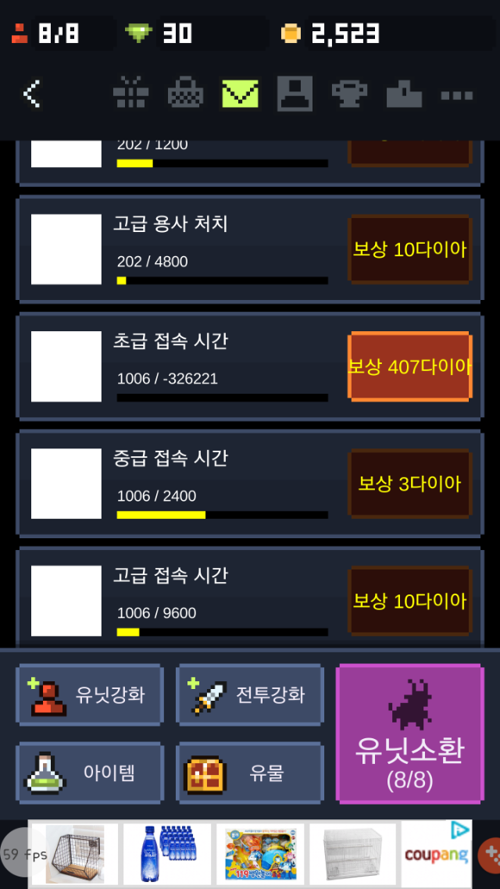 8/8
30
2,523
202 / 1200
고급 용사 처치
202 / 4800
보상 10다이아
초급 접속 시간
1006 / -326221
보상 407다이아
중급 접속 시간
1006 / 2400
보상 3다이아
고급 접속 시간
1006 / 9600
보상 10다이아
유닛강화
전투강화
유닛소환
(8/8)
아이템
유물
59 fps
coupang